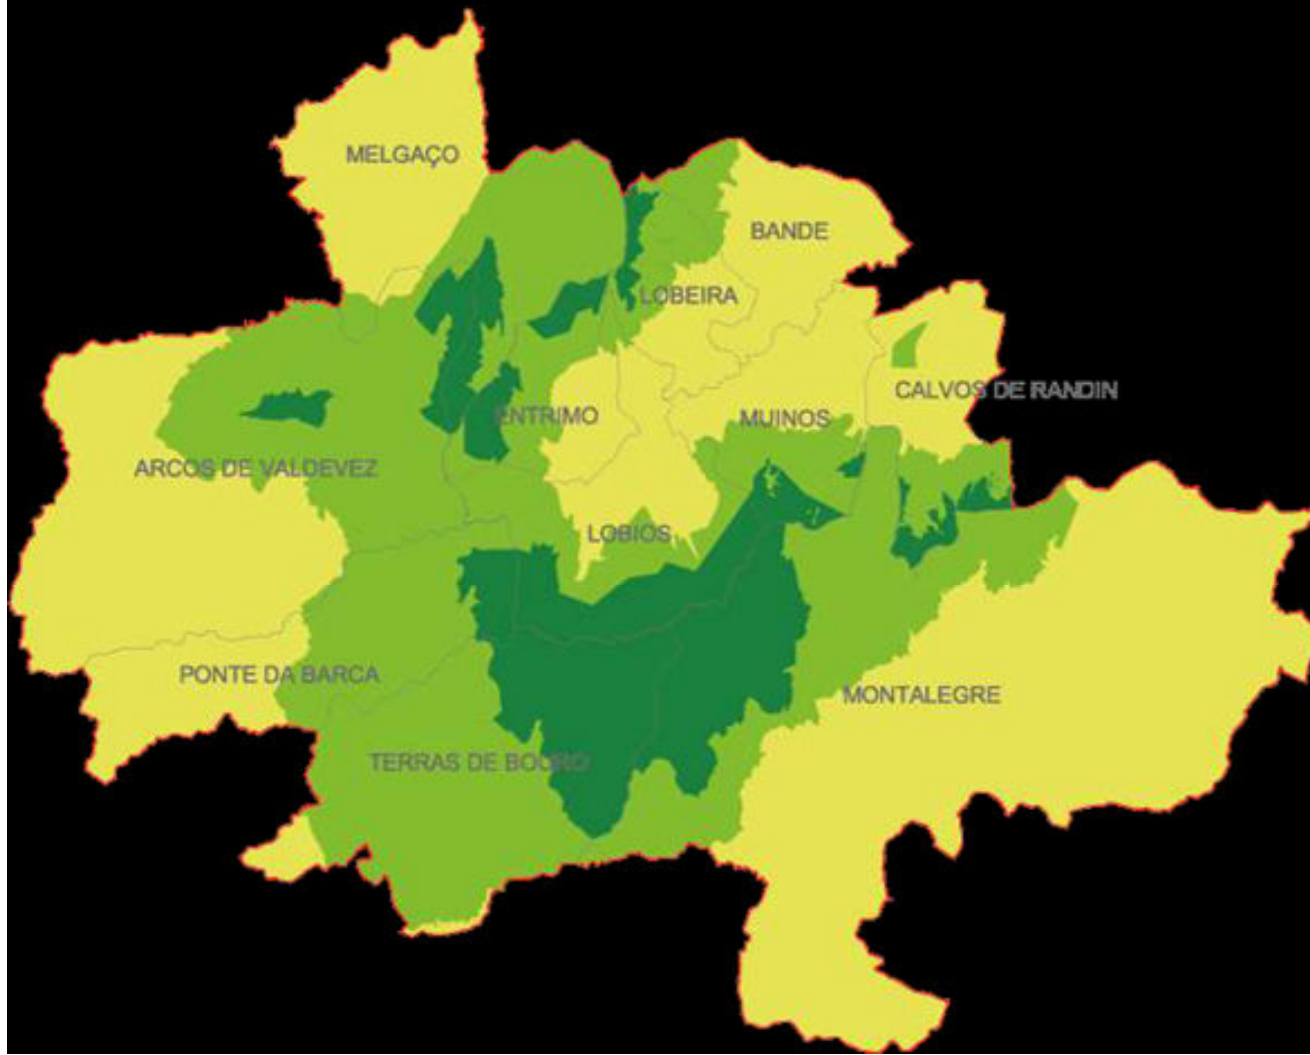 MELGAÇO
BANDE
LOBEIRA
CALVOS DE RANDIN
ENTRIMO
MUINOS
ARCOS DE VALDEVEZ
LOBIOS
PONTE DA BARCA
MONTALEGRE
TERRAS DE BOURO